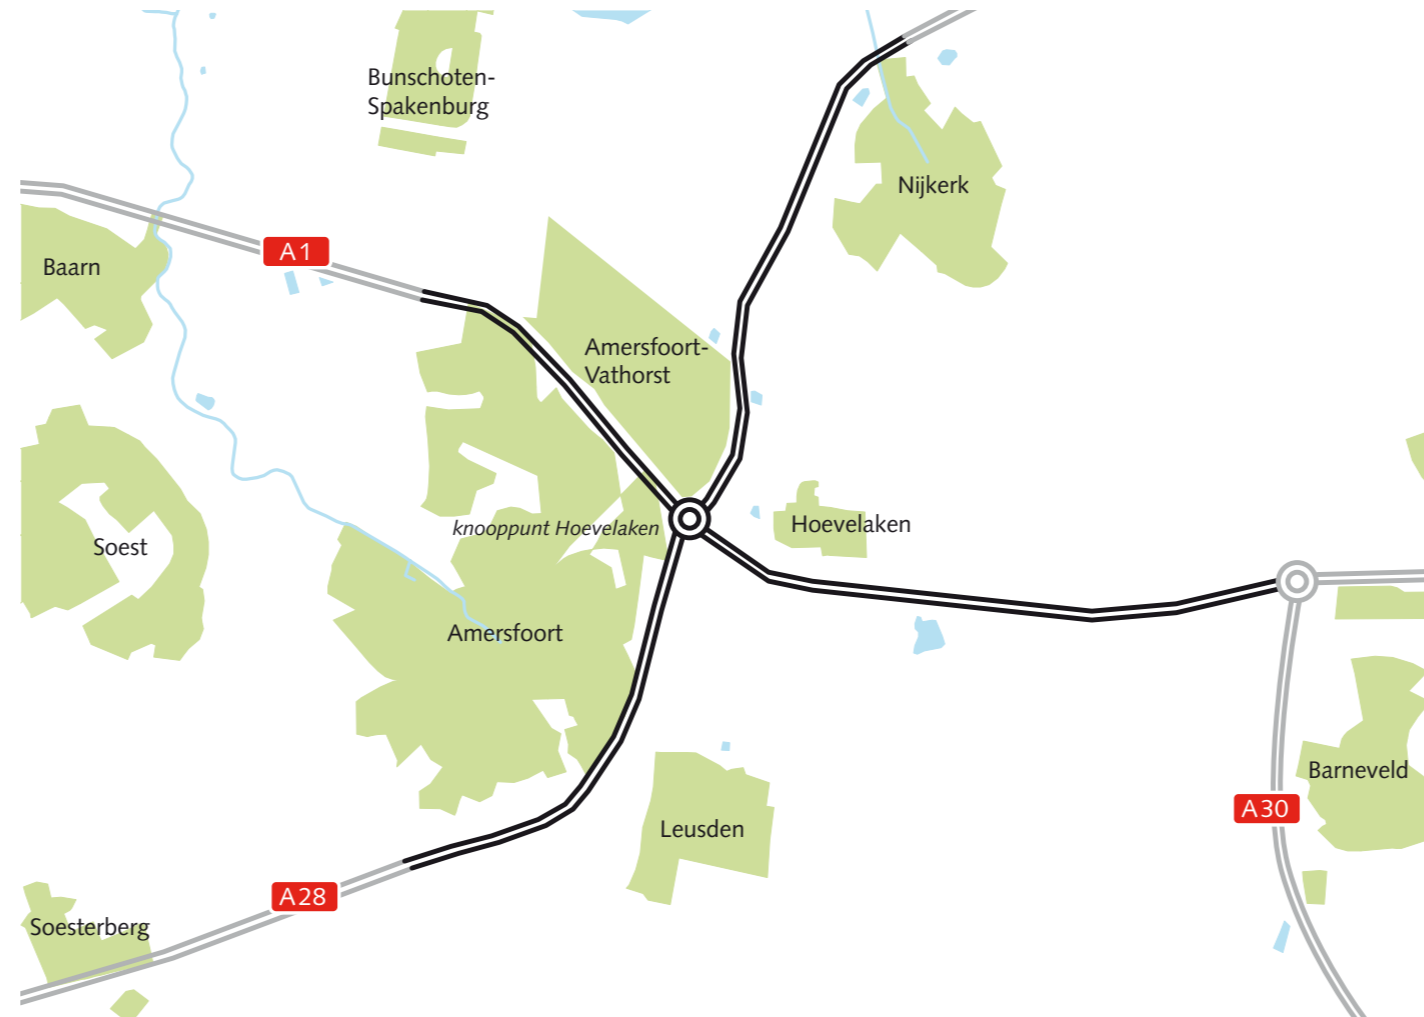 Bunschoten-
Spakenburg
Nijkerk
A1
Baarn
Amersfoort-
Vathorst
knooppunt Hoevelaken
Hoevelaken
Soest
Amersfoort
Barneveld
A30
Leusden
A28
Soesterberg